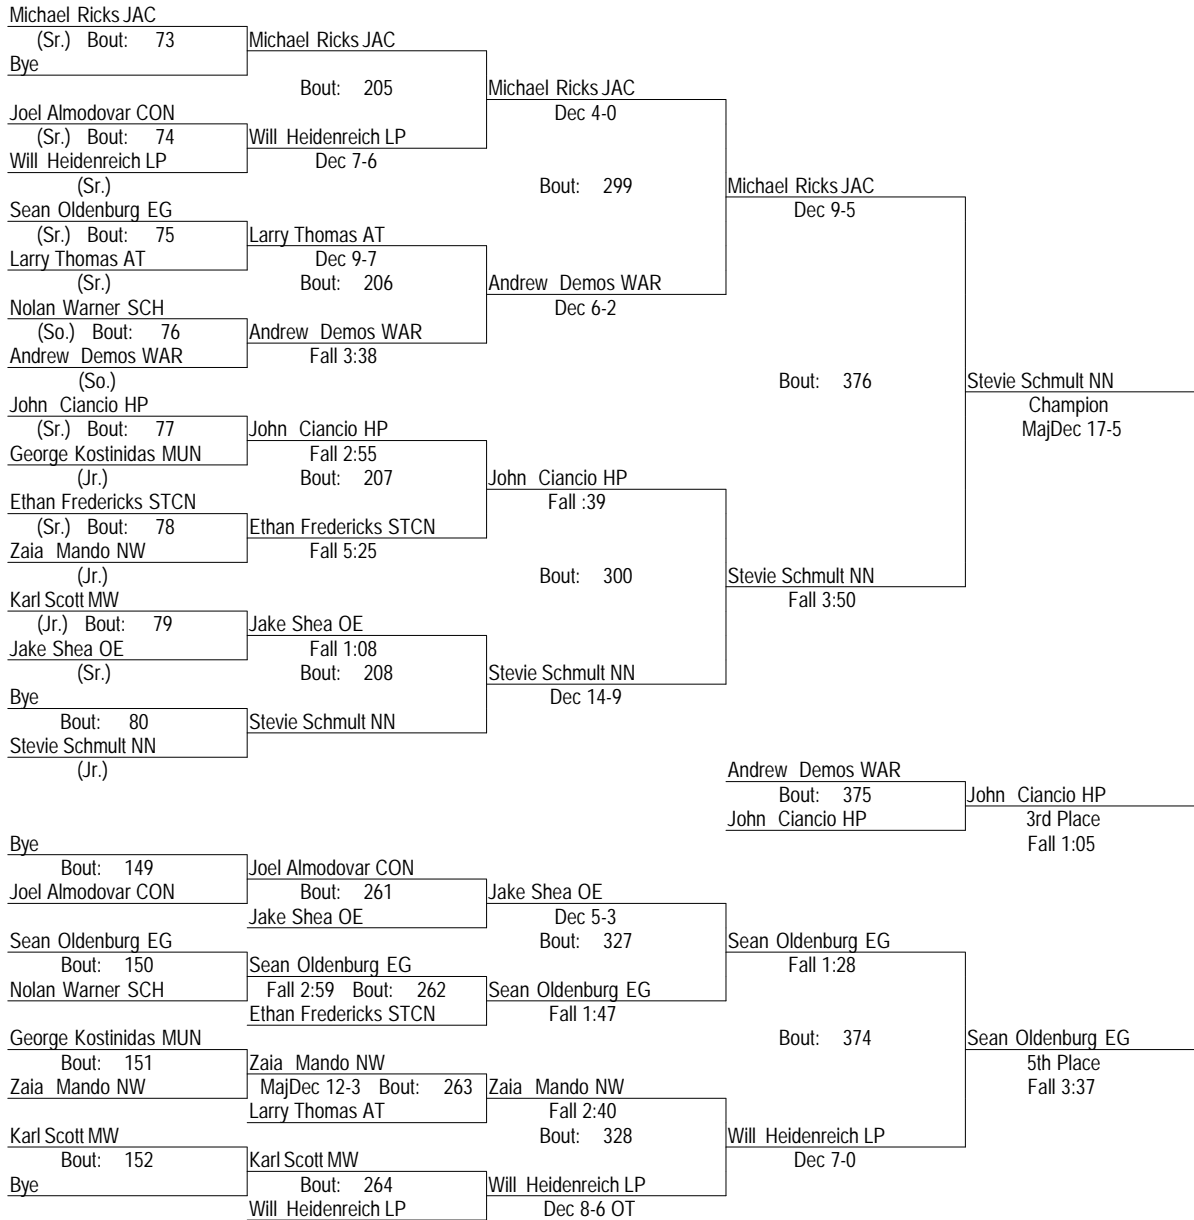 Michael Ricks JAC
(Sr.) Bout: 73 Michael Ricks JAC
Bye
Bout: 205 Michael Ricks JAC
Joel Almodovar CON Dec 4-0
(Sr.) Bout: 74 Will Heidenreich LP
Will Heidenreich LP Dec 7-6
(Sr.) Bout: 299 Michael Ricks JAC
Sean Oldenburg EG Dec 9-5
(Sr.) Bout: 75 Larry Thomas AT
Larry Thomas AT Dec 9-7
(Sr.) Bout: 206 Andrew Demos WAR
Nolan Warner SCH Dec 6-2
(So.) Bout: 76 Andrew Demos WAR
Andrew Demos WAR Fall 3:38
(So.) Bout: 376 Stevie Schmult NN
John Ciancio HP Champion
(Sr.) Bout: 77 John Ciancio HP MajDec 17-5
George Kostinidas MUN Fall 2:55
(Jr.) Bout: 207 John Ciancio HP
Ethan Fredericks STCN Fall :39
(Sr.) Bout: 78 Ethan Fredericks STCN
Zaia Mando NW Fall 5:25
(Jr.) Bout: 300 Stevie Schmult NN
Karl Scott MW Fall 3:50
(Jr.) Bout: 79 Jake Shea OE
Jake Shea OE Fall 1:08
(Sr.) Bout: 208 Stevie Schmult NN
Bye Dec 14-9
Bout: 80 Stevie Schmult NN
Stevie Schmult NN
(Jr.) Andrew Demos WAR
Bout: 375 John Ciancio HP
John Ciancio HP 3rd Place
Bye Fall 1:05
Bout: 149 Joel Almodovar CON
Joel Almodovar CON Bout: 261 Jake Shea OE
Jake Shea OE Dec 5-3
Sean Oldenburg EG Bout: 327 Sean Oldenburg EG
Bout: 150 Sean Oldenburg EG Fall 1:28
Nolan Warner SCH Fall 2:59 Bout: 262 Sean Oldenburg EG
Ethan Fredericks STCN Fall 1:47
George Kostinidas MUN Bout: 374 Sean Oldenburg EG
Bout: 151 Zaia Mando NW 5th Place
Zaia Mando NW MajDec 12-3 Bout: 263 Zaia Mando NW Fall 3:37
Larry Thomas AT Fall 2:40
Karl Scott MW Bout: 328 Will Heidenreich LP
Bout: 152 Karl Scott MW Dec 7-0
Bye Bout: 264 Will Heidenreich LP
Will Heidenreich LP Dec 8-6 OT